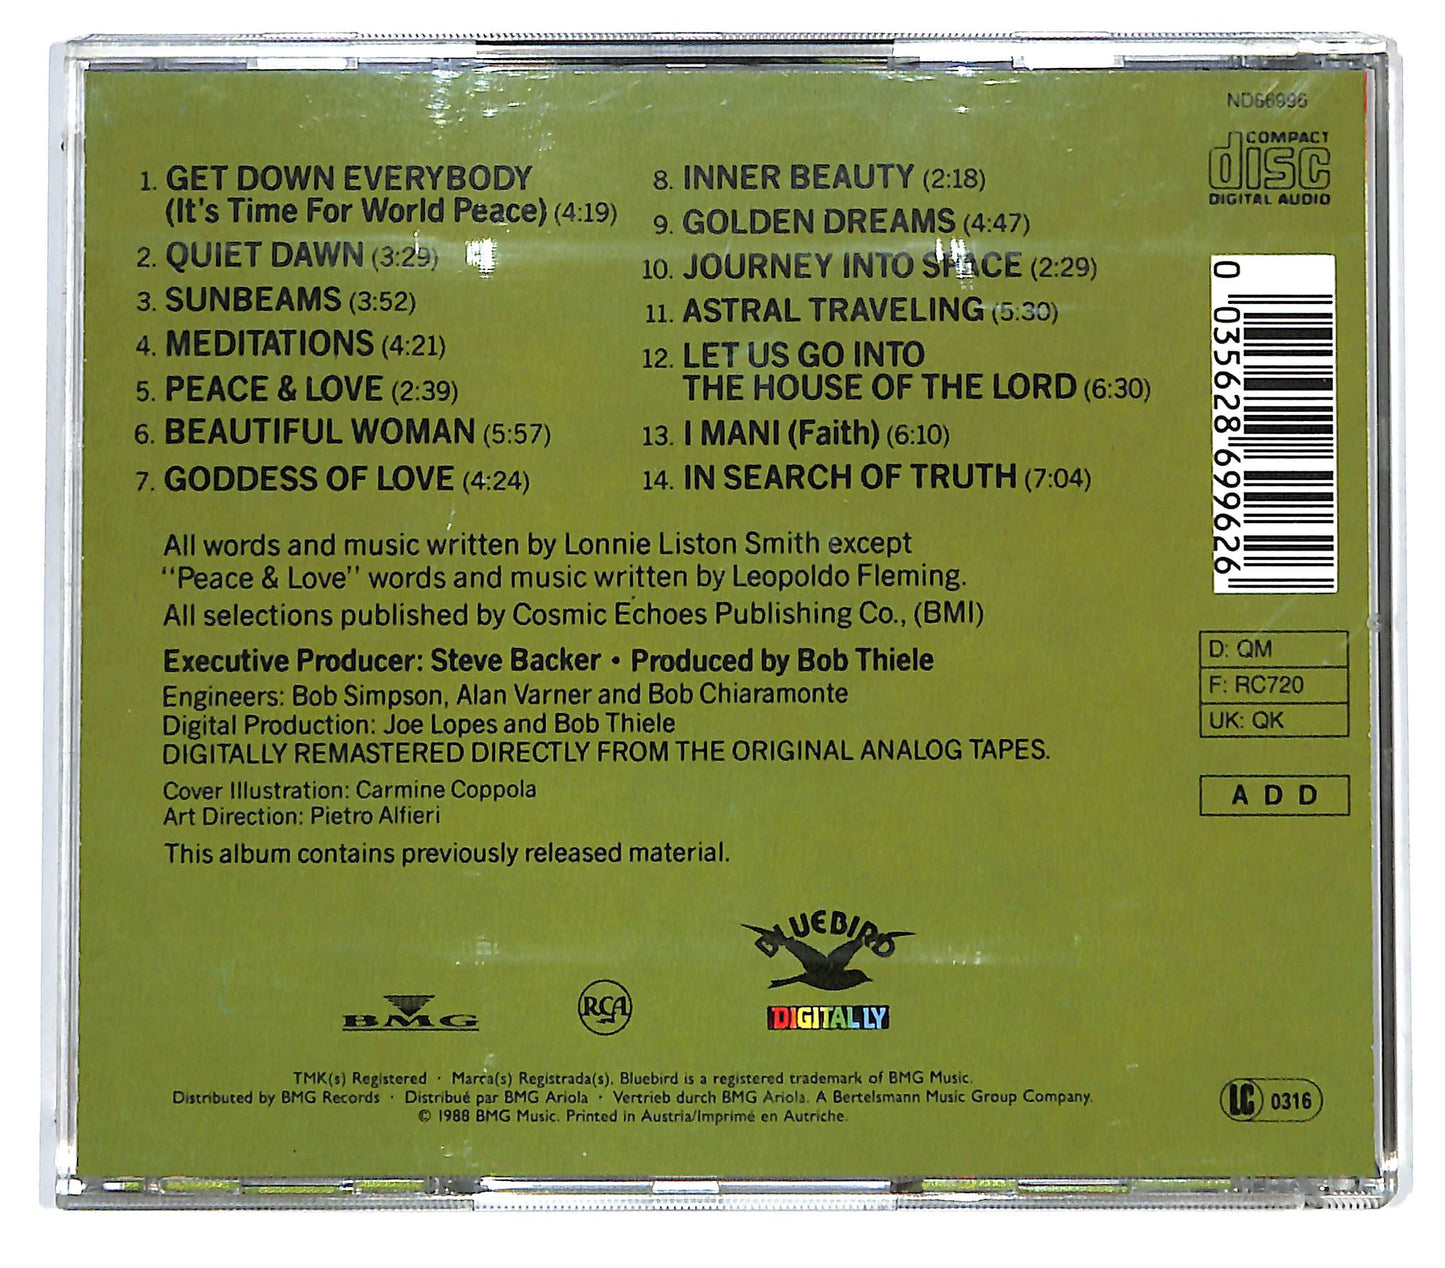 ND66996
COMPACT
disc
DIGITAL AUDIO
1. GET DOWN EVERYBODY
(It's Time For World Peace) (4:19)
2. QUIET DAWN (3:29)
3. SUNBEAMS (3:52)
4. MEDITATIONS (4:21)
5. PEACE & LOVE (2:39)
6. BEAUTIFUL WOMAN (5:57)
7. GODDESS OF LOVE (4:24)
8. INNER BEAUTY (2:18)
9. GOLDEN DREAMS (4:47)
10. JOURNEY INTO SPACE (2:29)
11. ASTRAL TRAVELING (5:30)
12. LET US GO INTO
THE HOUSE OF THE LORD (6:30)
13. I MANI (Faith) (6:10)
14. IN SEARCH OF TRUTH (7:04)
0 035628 699626
All words and music written by Lonnie Liston Smith except
"Peace & Love" words and music written by Leopoldo Fleming.
All selections published by Cosmic Echoes Publishing Co., (BMI)
Executive Producer: Steve Backer • Produced by Bob Thiele
Engineers: Bob Simpson, Alan Varner and Bob Chiaramonte
Digital Production: Joe Lopes and Bob Thiele
DIGITALLY REMASTERED DIRECTLY FROM THE ORIGINAL ANALOG TAPES.
Cover Illustration: Carmine Coppola
Art Direction: Pietro Alfieri
This album contains previously released material.
D: QM
F: RC720
UK: QK
A D D
BLUEBIRD
DIGITALLY
BMG
RCA
TMK(s) Registered · Marca(s) Registrada(s), Bluebird is a registered trademark of BMG Music.
Distributed by BMG Records · Distribué par BMG Ariola · Vertrieb durch BMG Ariola. A Bertelsmann Music Group Company.
© 1988 BMG Music. Printed in Austria/Imprimé en Autriche.
LC 0316